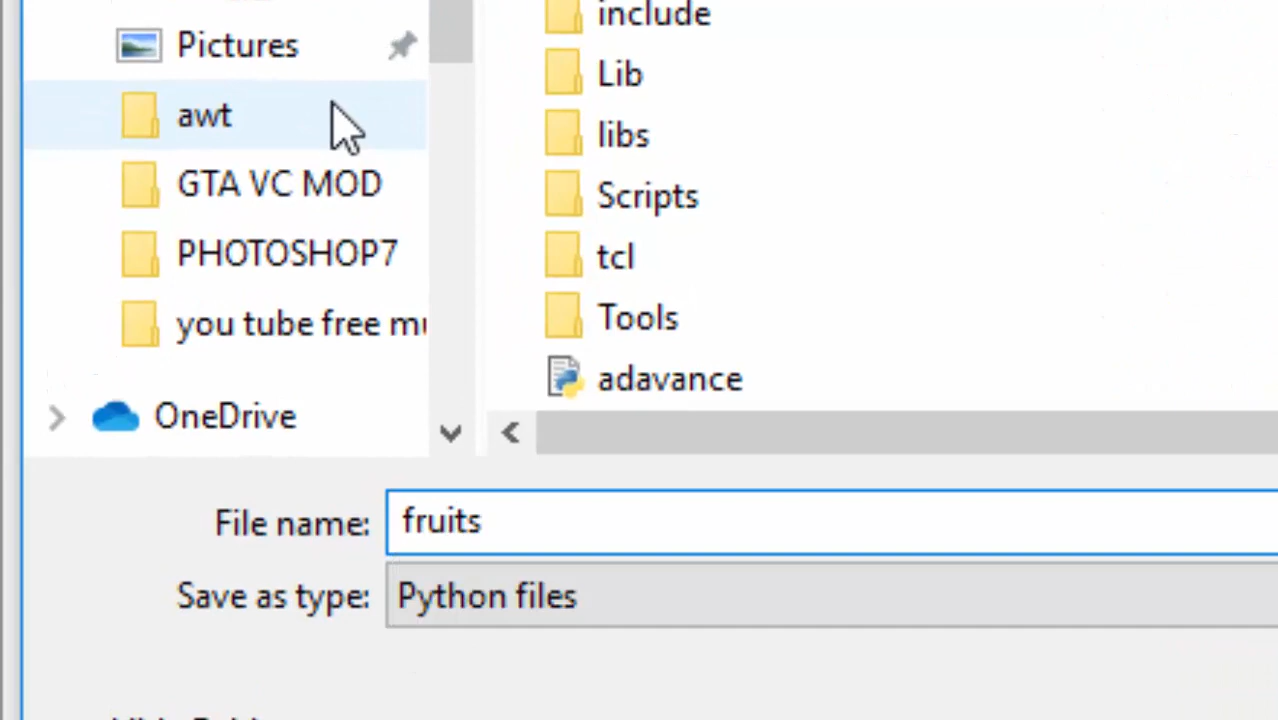 Pictures
awt
GTA VC MOD
PHOTOSHOP7
you tube free
OneDrive
include
Lib
libs
Scripts
tcl
Tools
adavance
File name: fruits
Save as type: Python files